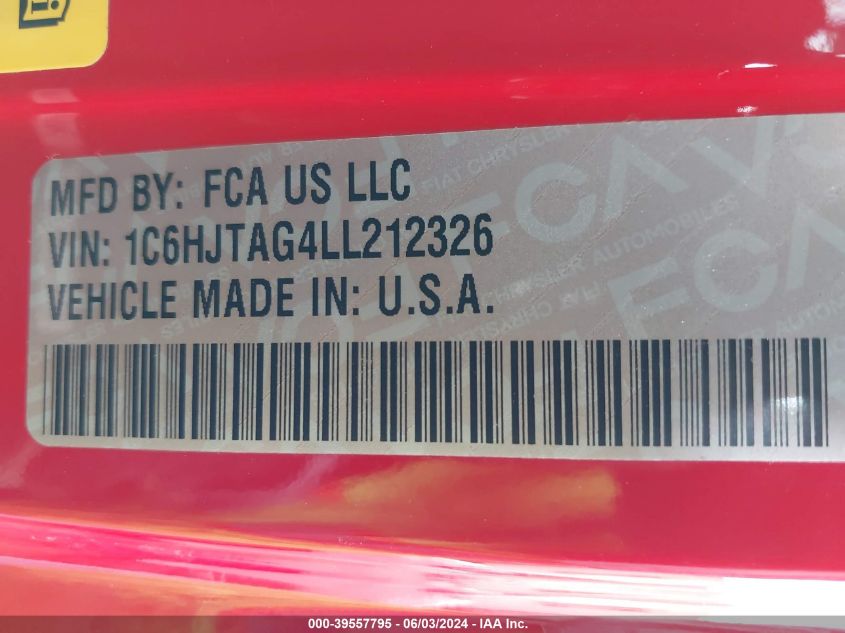 MFD BY: FCA US LLC
VIN: 1C6HJTAG4LL212326
VEHICLE MADE IN: U.S.A.
000-39557795 - 06/03/2024 - IAA Inc.